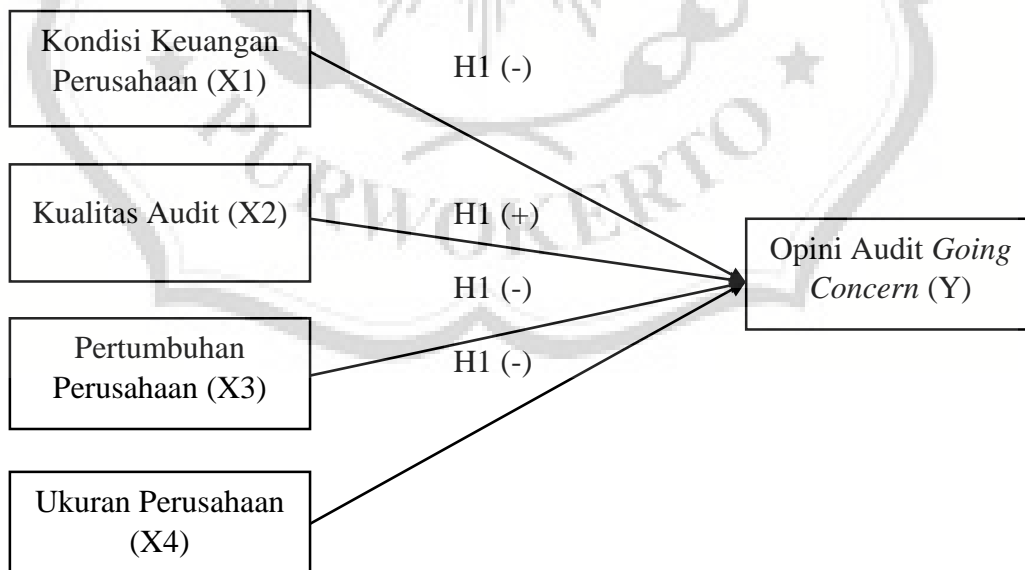 Kondisi Keuangan
Perusahaan (X1)
H1 (-)
PURWOKERTO
Kualitas Audit (X2)
H1 (+)
Opini Audit Going
Concern (Y)
H1 (-)
Pertumbuhan
Perusahaan (X3)
H1 (-)
Ukuran Perusahaan
(X4)